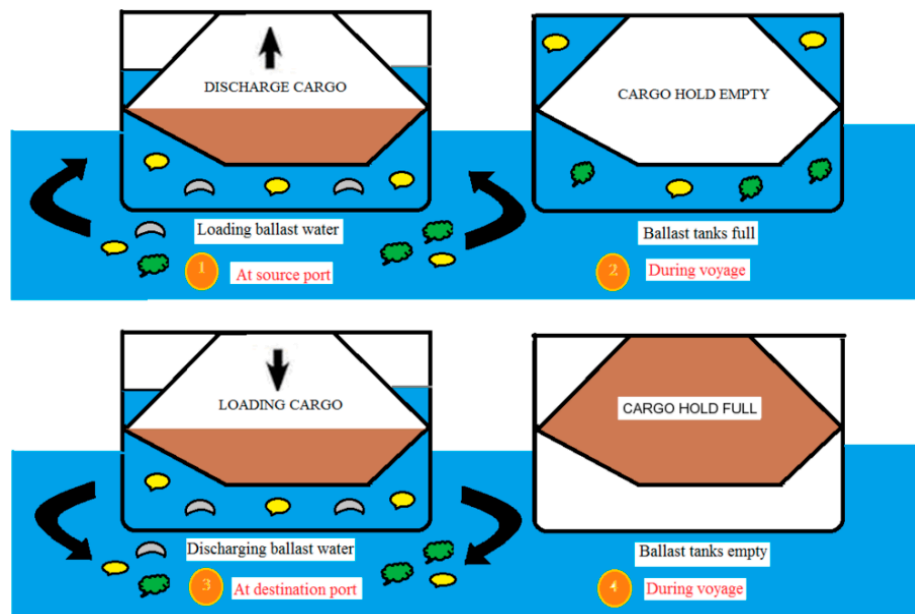 DISCHARGE CARGO
Loading ballast water
1
At source port
CARGO HOLD EMPTY
Ballast tanks full
2
During voyage
LOADING CARGO
Discharging ballast water
3
At destination port
CARGO HOLD FULL
Ballast tanks empty
4
During voyage